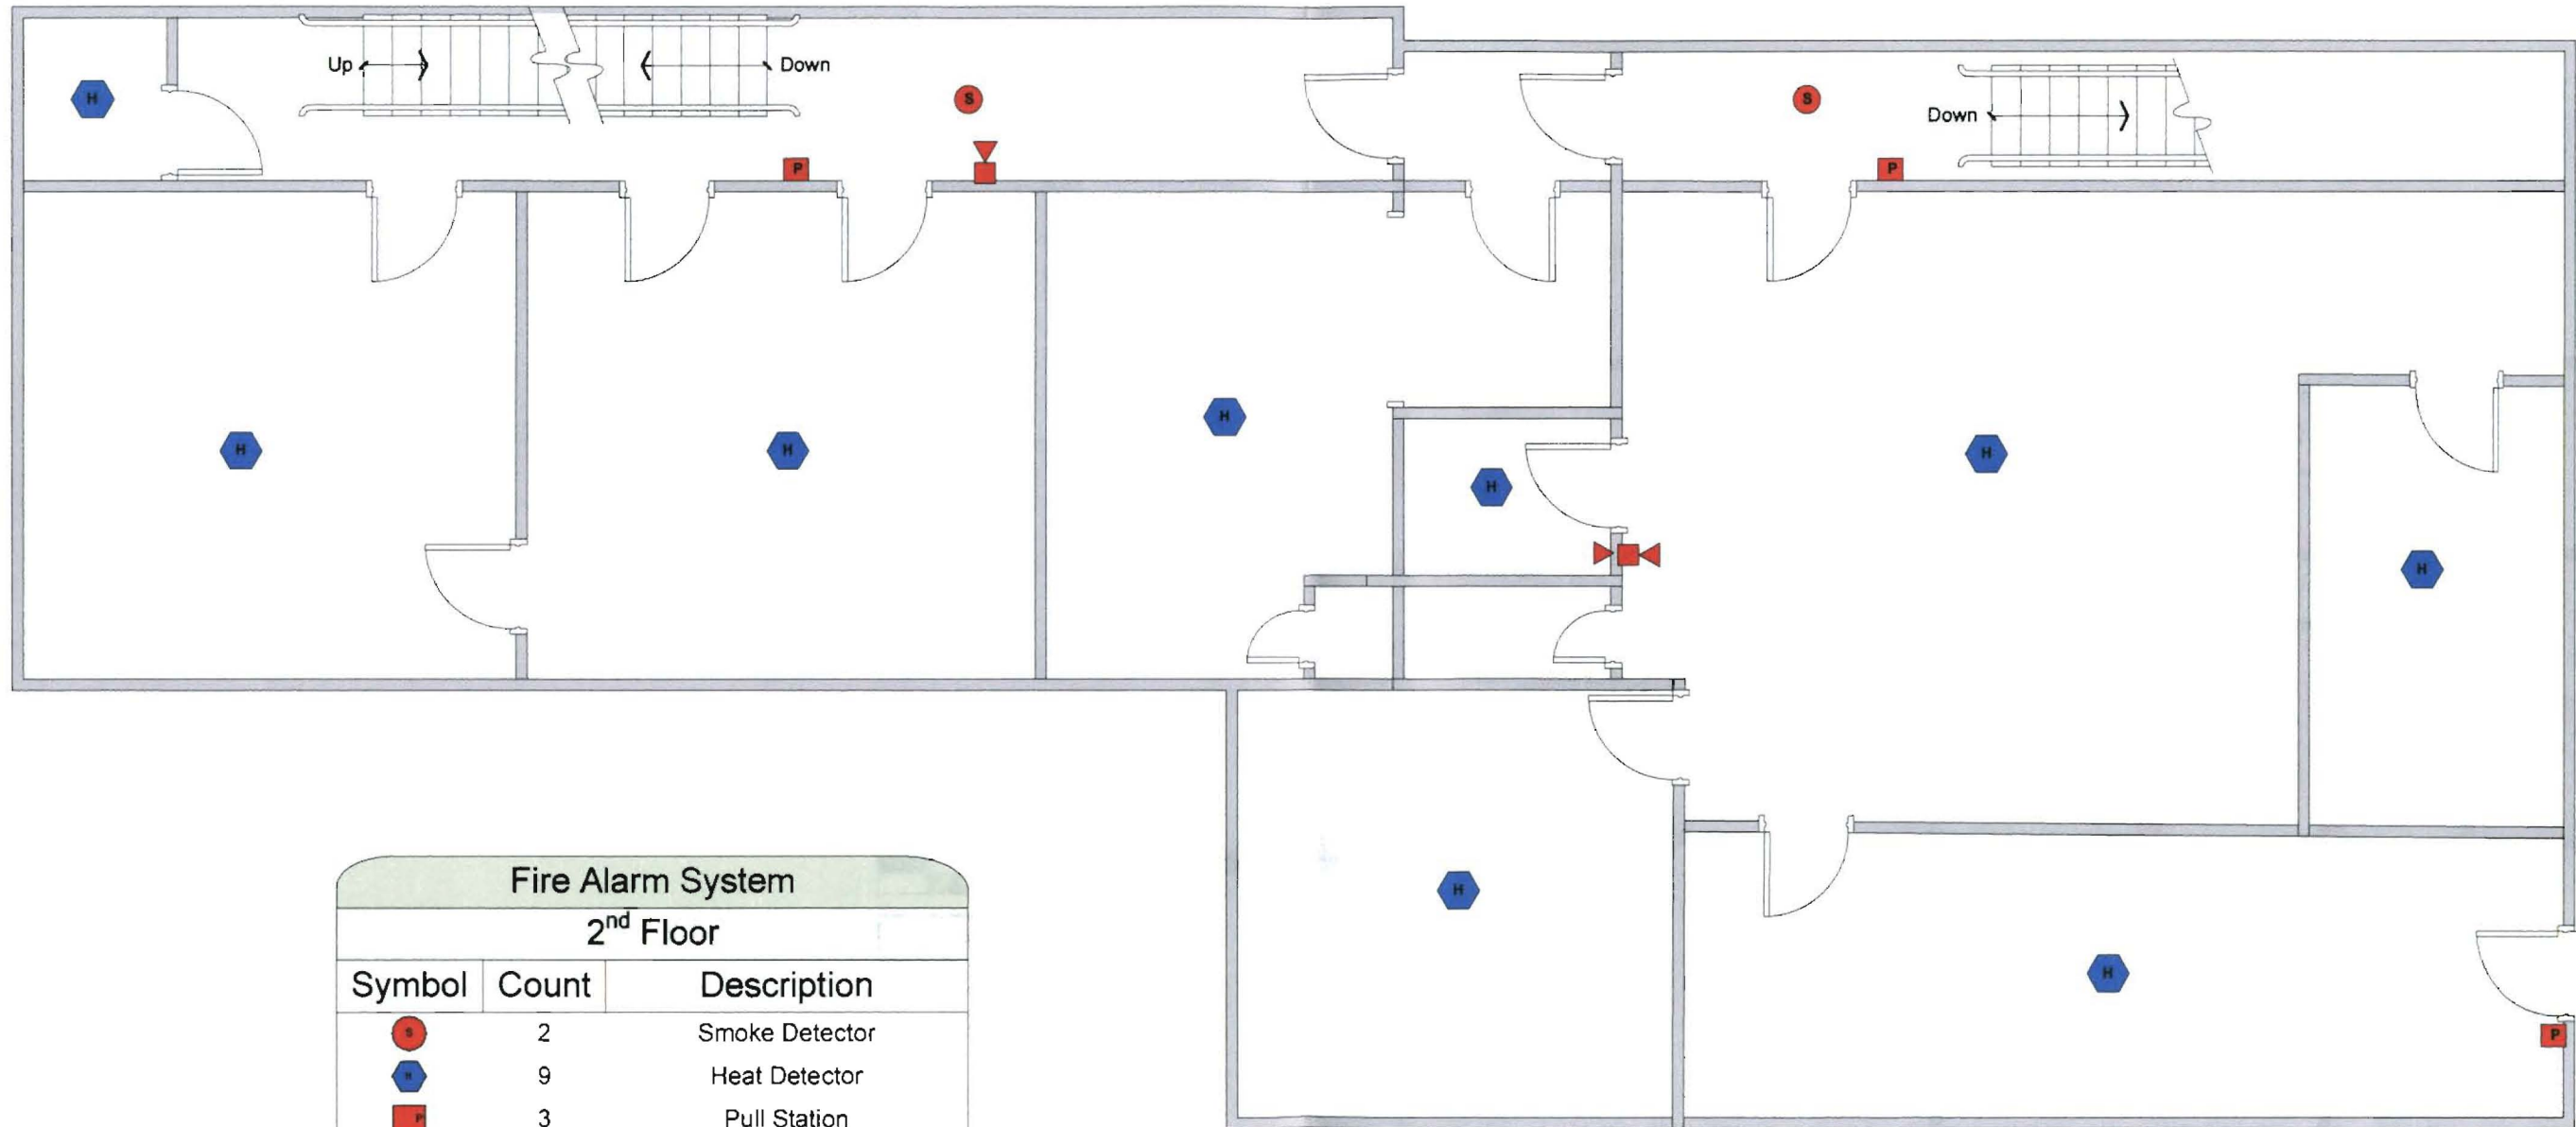 Up
Down
S
S
H
Down
P
P
H
H
H
H
H
H
H
H
P
Fire Alarm System
2nd Floor
Symbol Count Description
S 2 Smoke Detector
H 9 Heat Detector
P 3 Pull Station